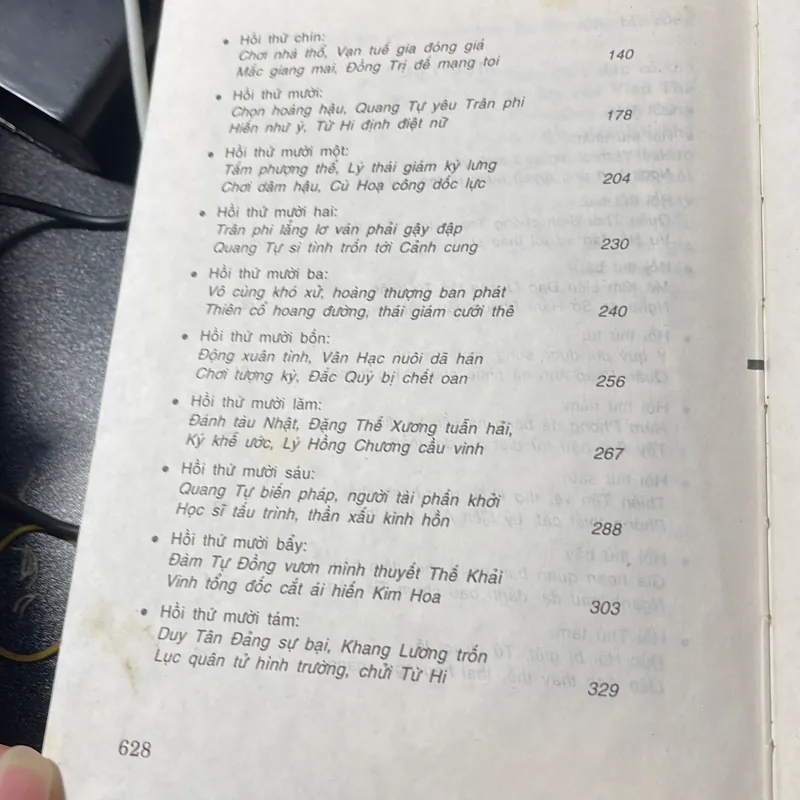 • Hồi thứ chín:
Chơi nhà thổ, Vạn tuế gia đóng giả
Mắc giang mai, Đồng Trị đế mạng toi 140
• Hồi thứ mười:
Chọn hoàng hậu, Quang Tự yêu Trân phi
Hiến như ý, Từ Hi định điệt nữ 178
• Hồi thứ mười một:
Tắm phượng thể, Lý thái giám kỳ lưng
Chơi dâm hậu, Cù Hoạ công dốc lực 204
• Hồi thứ mười hai:
Trân phi lẳng lơ ván phải gậy đập
Quang Tự si tình trốn tới Cảnh cung 230
• Hồi thứ mười ba:
Vô cùng khó xử, hoàng thượng ban phát
Thiên cổ hoang đường, thái giám cưới thê 240
• Hồi thứ mười bốn:
Động xuân tình, Vân Hạc nuôi dã hán
Chơi tượng kỳ, Đắc Quý bị chết oan 256
• Hồi thứ mười lăm:
Đánh tàu Nhật, Đặng Thế Xương tuẫn hải,
Ký khế ước, Lý Hồng Chương cầu vinh 267
• Hồi thứ mười sáu:
Quang Tự biến pháp, người tài phấn khởi
Học sĩ tấu trình, thần xấu kinh hồn 288
• Hồi thứ mười bẩy:
Đàm Tự Đồng vươn mình thuyết Thế Khải
Vinh tổng đốc cắt ái hiến Kim Hoa 303
• Hồi thứ mười tám:
Duy Tân Đảng sự bại, Khang Lương trốn
Lục quân tử hình trường, chửi Từ Hi 329
628